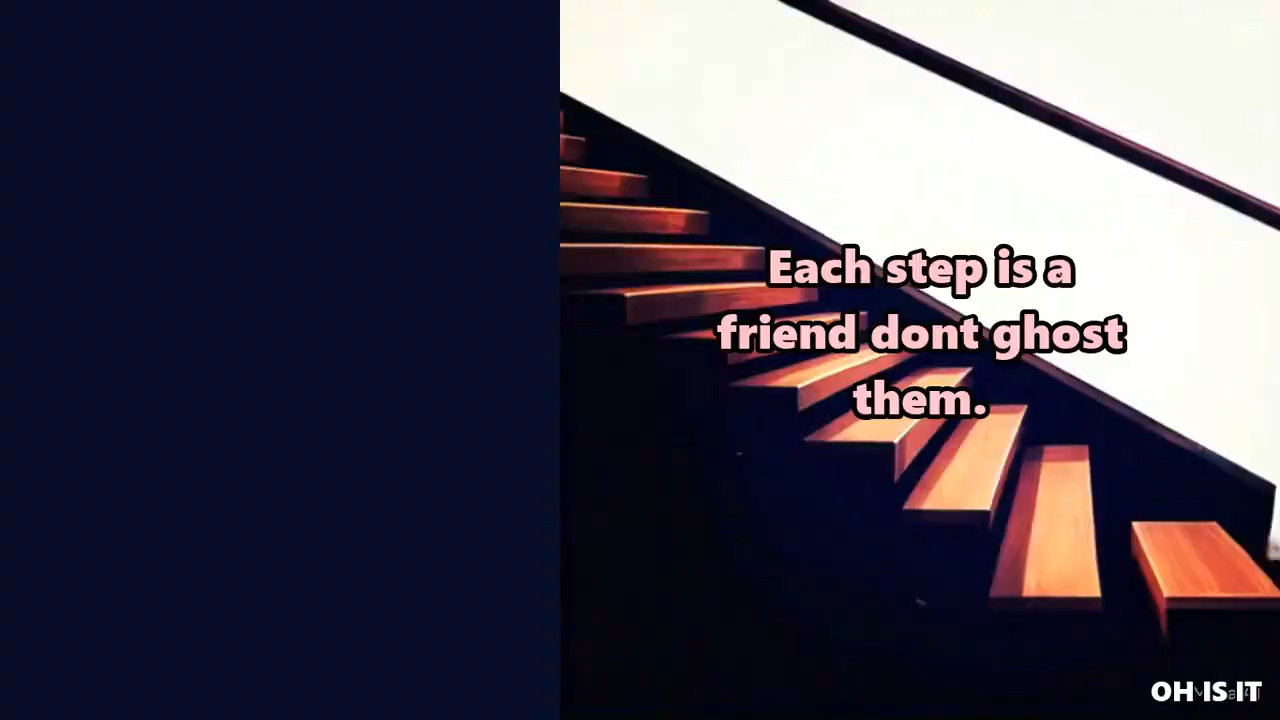 Each step is a
friend dont ghost
them.
OH IS IT